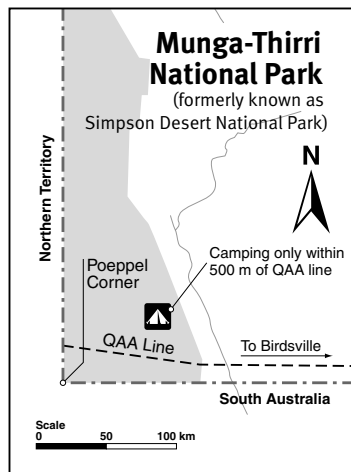 Munga-Thirri
National Park
(formerly known as
Simpson Desert National Park)
N
Northern Territory
Camping only within
500 m of QAA line
Poeppel
Corner
QAA Line
To Birdsville
South Australia
Scale
0 50 100 km